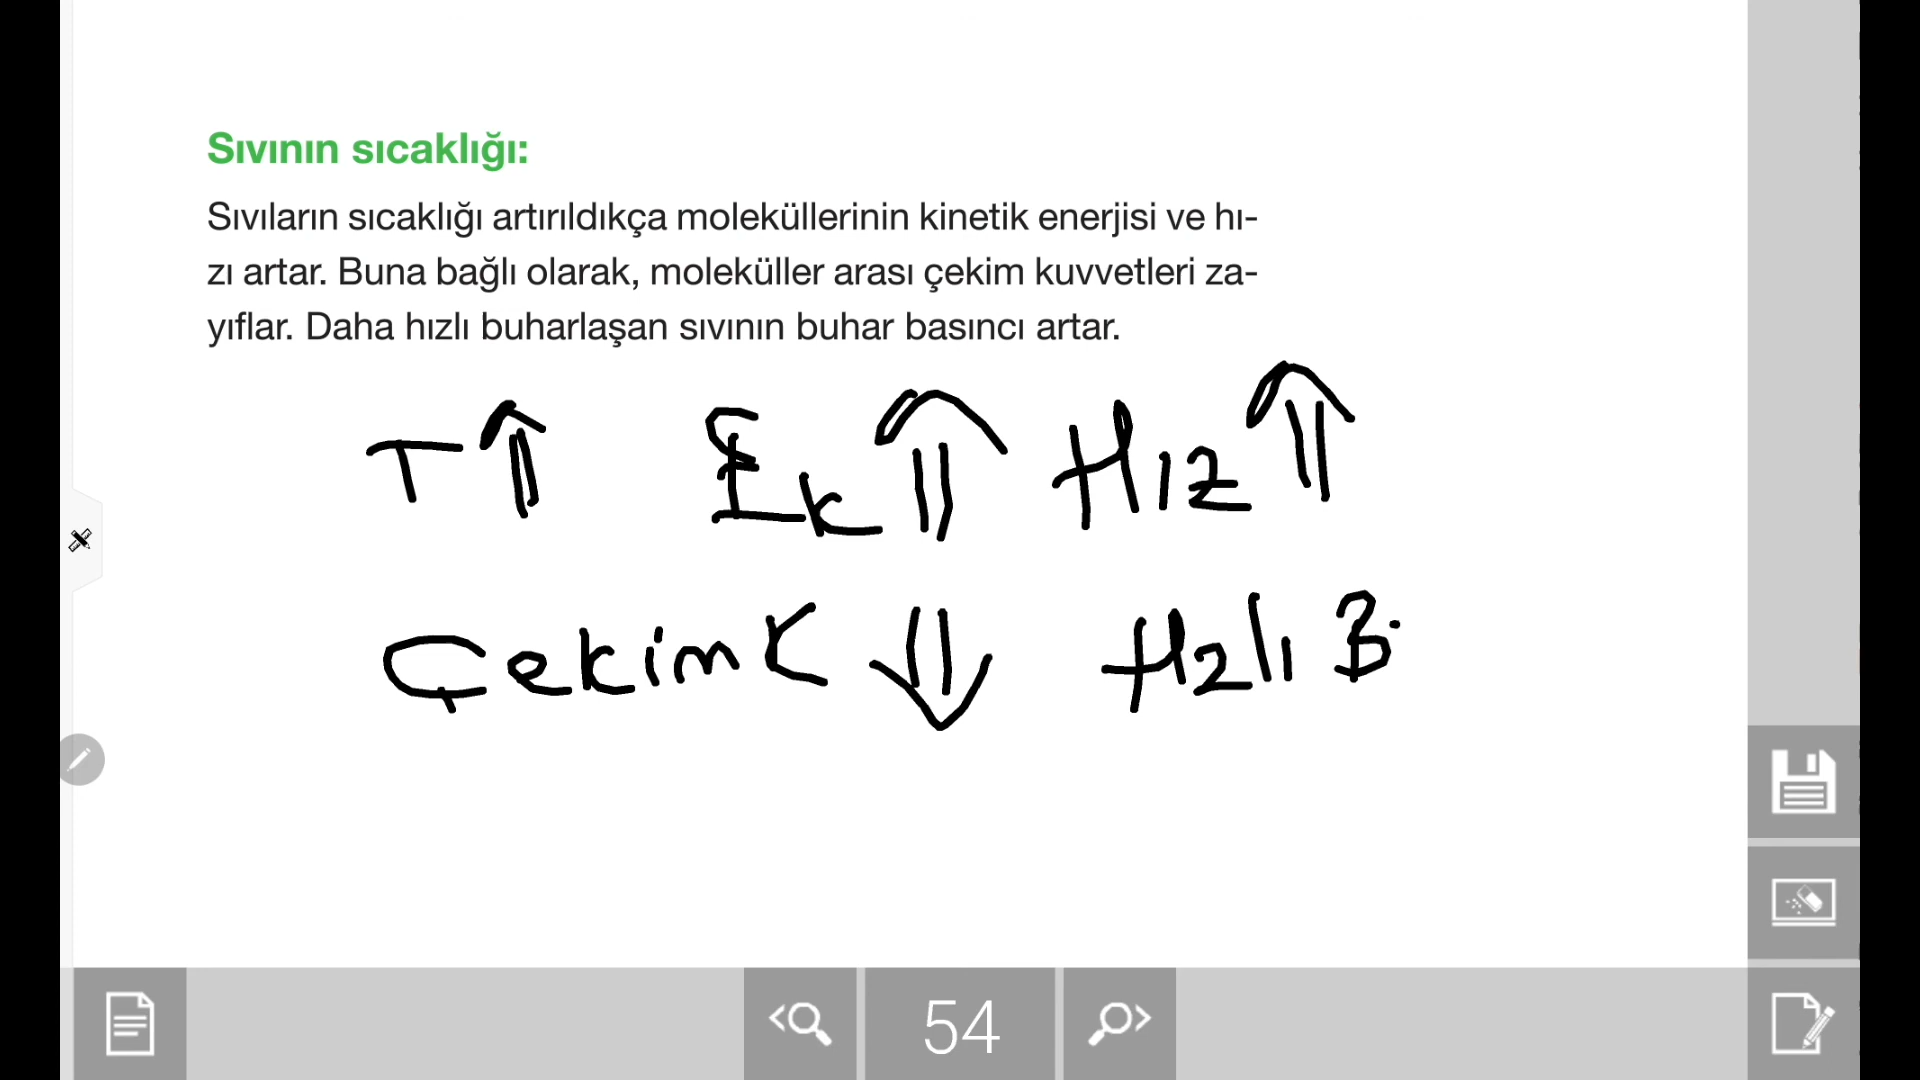 Sıvının sıcaklığı:
Sıvıların sıcaklığı artırıldıkça moleküllerinin kinetik enerjisi ve hı-
zı artar. Buna bağlı olarak, moleküller arası çekim kuvvetleri za-
yıflar. Daha hızlı buharlaşan sıvının buhar basıncı artar.
T↑ Ek⇑ Hız⇑
Çekim K⇓ Hzlı B.
54